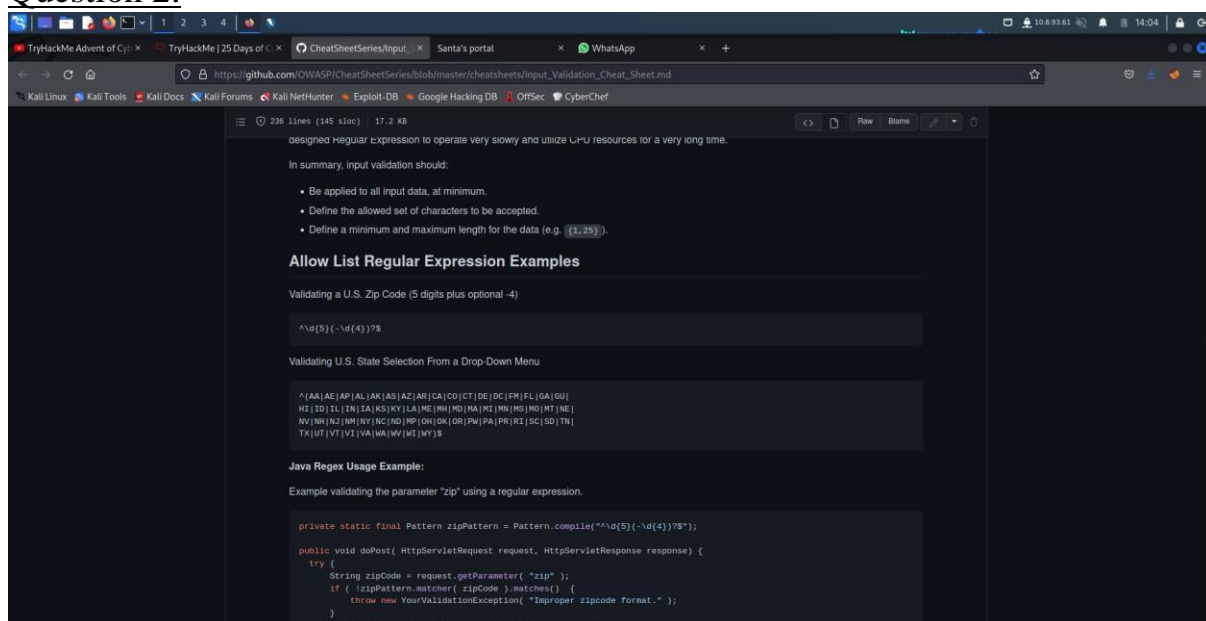 Question 2:
1 2 3 4
10.8.93.61 14:04 G
TryHackMe Advent of Cyb × TryHackMe | 25 Days of C × CheatSheetSeries/Input_ × Santa's portal × WhatsApp × +
https://github.com/OWASP/CheatSheetSeries/blob/master/cheatsheets/Input_Validation_Cheat_Sheet.md
Kali Linux Kali Tools Kali Docs Kali Forums Kali NetHunter Exploit-DB Google Hacking DB OffSec CyberChef
236 lines (145 sloc) 17.2 KB <> Raw Blame
designed Regular Expression to operate very slowly and utilize CPU resources for a very long time.
In summary, input validation should:
• Be applied to all input data, at minimum.
• Define the allowed set of characters to be accepted.
• Define a minimum and maximum length for the data (e.g. {1,25} ).
Allow List Regular Expression Examples
Validating a U.S. Zip Code (5 digits plus optional -4)
^\d{5}(-\d{4})?$
Validating U.S. State Selection From a Drop-Down Menu
^(AA|AE|AP|AL|AK|AS|AZ|AR|CA|CO|CT|DE|DC|FM|FL|GA|GU|
HI|ID|IL|IN|IA|KS|KY|LA|ME|MH|MD|MA|MI|MN|MS|MO|MT|NE|
NV|NH|NJ|NM|NY|NC|ND|MP|OH|OK|OR|PW|PA|PR|RI|SC|SD|TN|
TX|UT|VT|VI|VA|WA|WV|WI|WY)$
Java Regex Usage Example:
Example validating the parameter "zip" using a regular expression.
private static final Pattern zipPattern = Pattern.compile("^\d{5}(-\d{4})?$");
public void doPost( HttpServletRequest request, HttpServletResponse response) {
try {
String zipCode = request.getParameter( "zip" );
if ( !zipPattern.matcher( zipCode ).matches() {
throw new YourValidationException( "Improper zipcode format." );
}